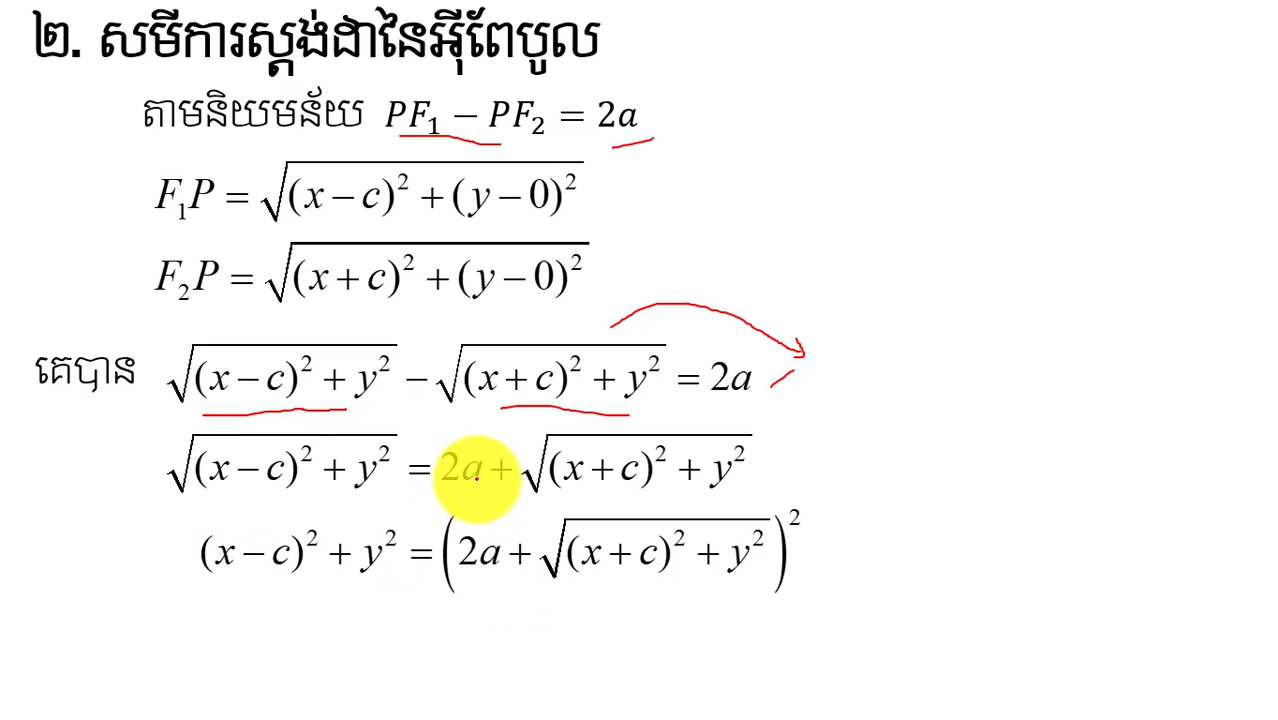 ២. សមីការស្តង់ដានៃអ៊ីពែបូល
តាមនិយមន័យ PF₁ − PF₂ = 2a
F₁P = √((x − c)² + (y − 0)²)
F₂P = √((x + c)² + (y − 0)²)
គេបាន √((x − c)² + y²) − √((x + c)² + y²) = 2a
√((x − c)² + y²) = 2a + √((x + c)² + y²)
(x − c)² + y² = (2a + √((x + c)² + y²))²